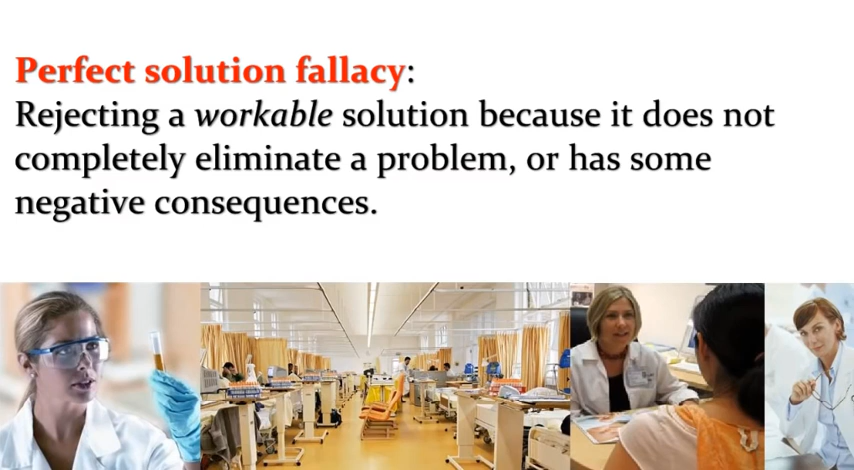 Perfect solution fallacy:
Rejecting a workable solution because it does not
completely eliminate a problem, or has some
negative consequences.